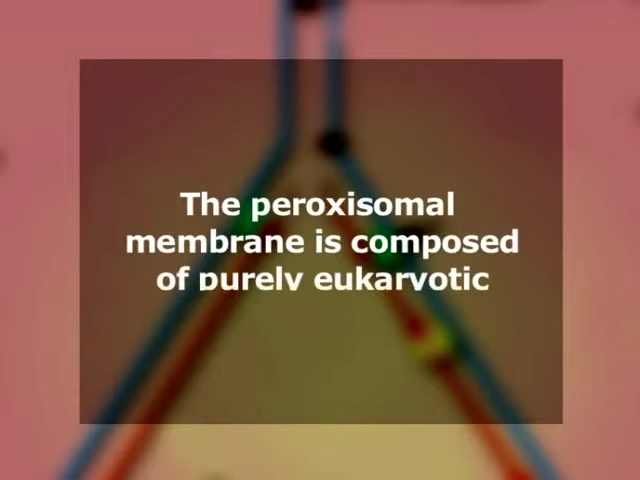 The peroxisomal
membrane is composed
of purely eukaryotic